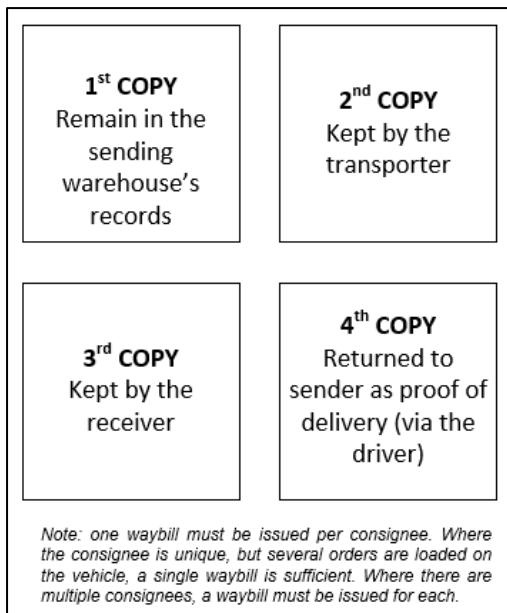 1st COPY
Remain in the
sending
warehouse's
records
2nd COPY
Kept by the
transporter
3rd COPY
Kept by the
receiver
4th COPY
Returned to
sender as proof of
delivery (via the
driver)
Note: one waybill must be issued per consignee. Where
the consignee is unique, but several orders are loaded on
the vehicle, a single waybill is sufficient. Where there are
multiple consignees, a waybill must be issued for each.